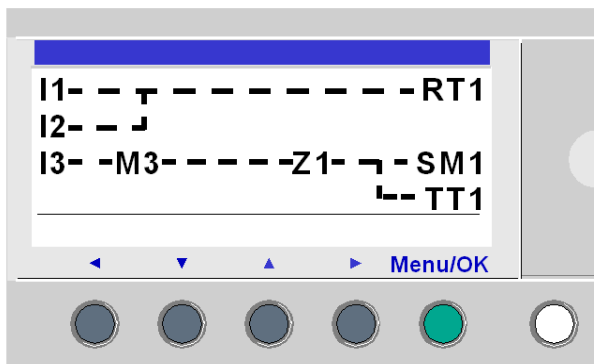 I1- - - - - - - - - RT1
I2- - -
I3- -M3- - - - -Z1- - - SM1
-- TT1
Menu/OK